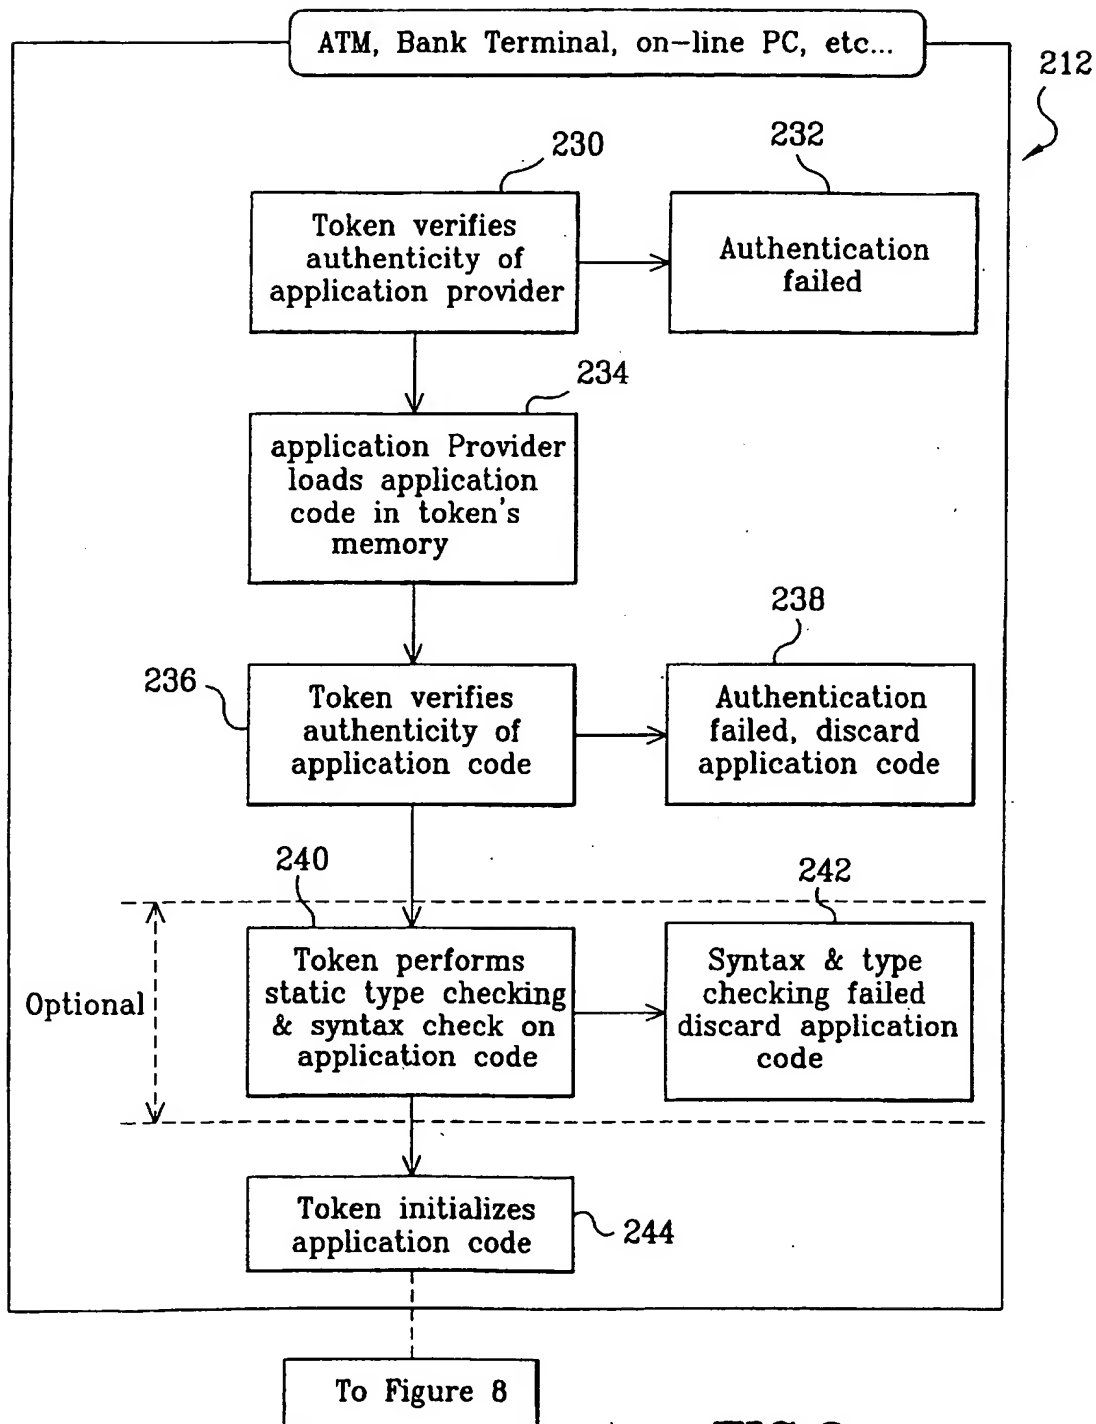 ATM, Bank Terminal, on-line PC, etc...
212
230
232
Token verifies
authenticity of
application provider
Authentication
failed
234
application Provider
loads application
code in token's
memory
238
236
Token verifies
authenticity of
application code
Authentication
failed, discard
application code
240
242
Optional
Token performs
static type checking
& syntax check on
application code
Syntax & type
checking failed
discard application
code
Token initializes
application code
244
To Figure 8